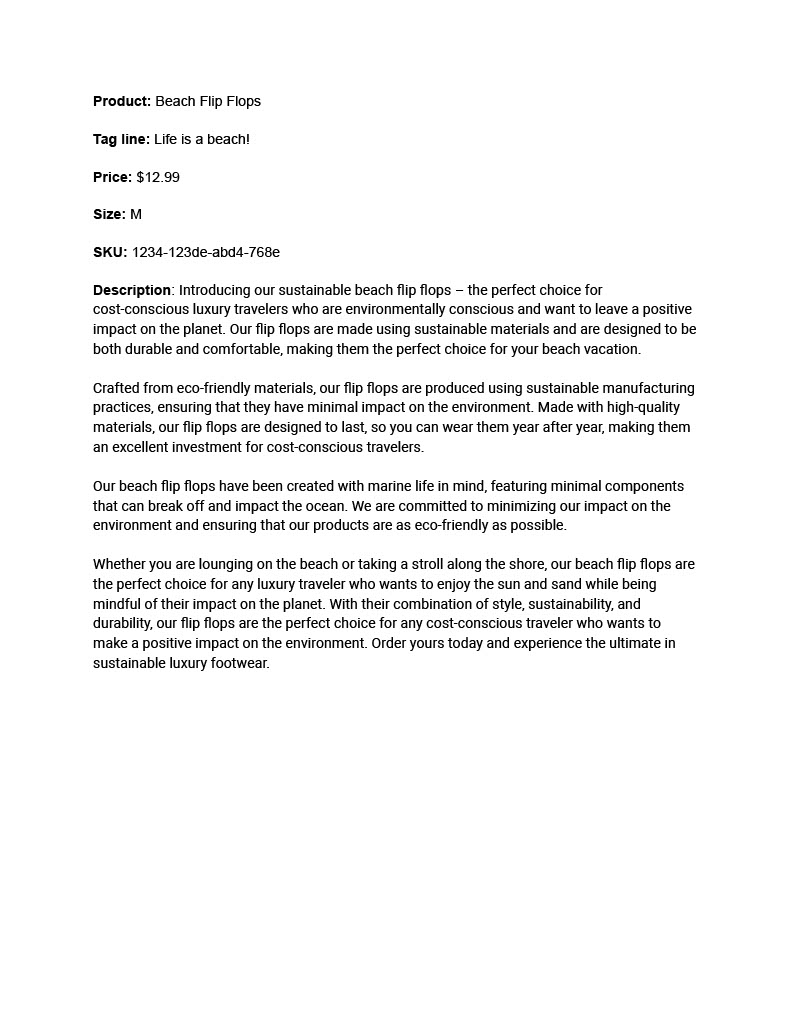 Product: Beach Flip Flops
Tag line: Life is a beach!
Price: $12.99
Size: M
SKU: 1234-123de-abd4-768e
Description: Introducing our sustainable beach flip flops – the perfect choice for
cost-conscious luxury travelers who are environmentally conscious and want to leave a positive
impact on the planet. Our flip flops are made using sustainable materials and are designed to be
both durable and comfortable, making them the perfect choice for your beach vacation.
Crafted from eco-friendly materials, our flip flops are produced using sustainable manufacturing
practices, ensuring that they have minimal impact on the environment. Made with high-quality
materials, our flip flops are designed to last, so you can wear them year after year, making them
an excellent investment for cost-conscious travelers.
Our beach flip flops have been created with marine life in mind, featuring minimal components
that can break off and impact the ocean. We are committed to minimizing our impact on the
environment and ensuring that our products are as eco-friendly as possible.
Whether you are lounging on the beach or taking a stroll along the shore, our beach flip flops are
the perfect choice for any luxury traveler who wants to enjoy the sun and sand while being
mindful of their impact on the planet. With their combination of style, sustainability, and
durability, our flip flops are the perfect choice for any cost-conscious traveler who wants to
make a positive impact on the environment. Order yours today and experience the ultimate in
sustainable luxury footwear.